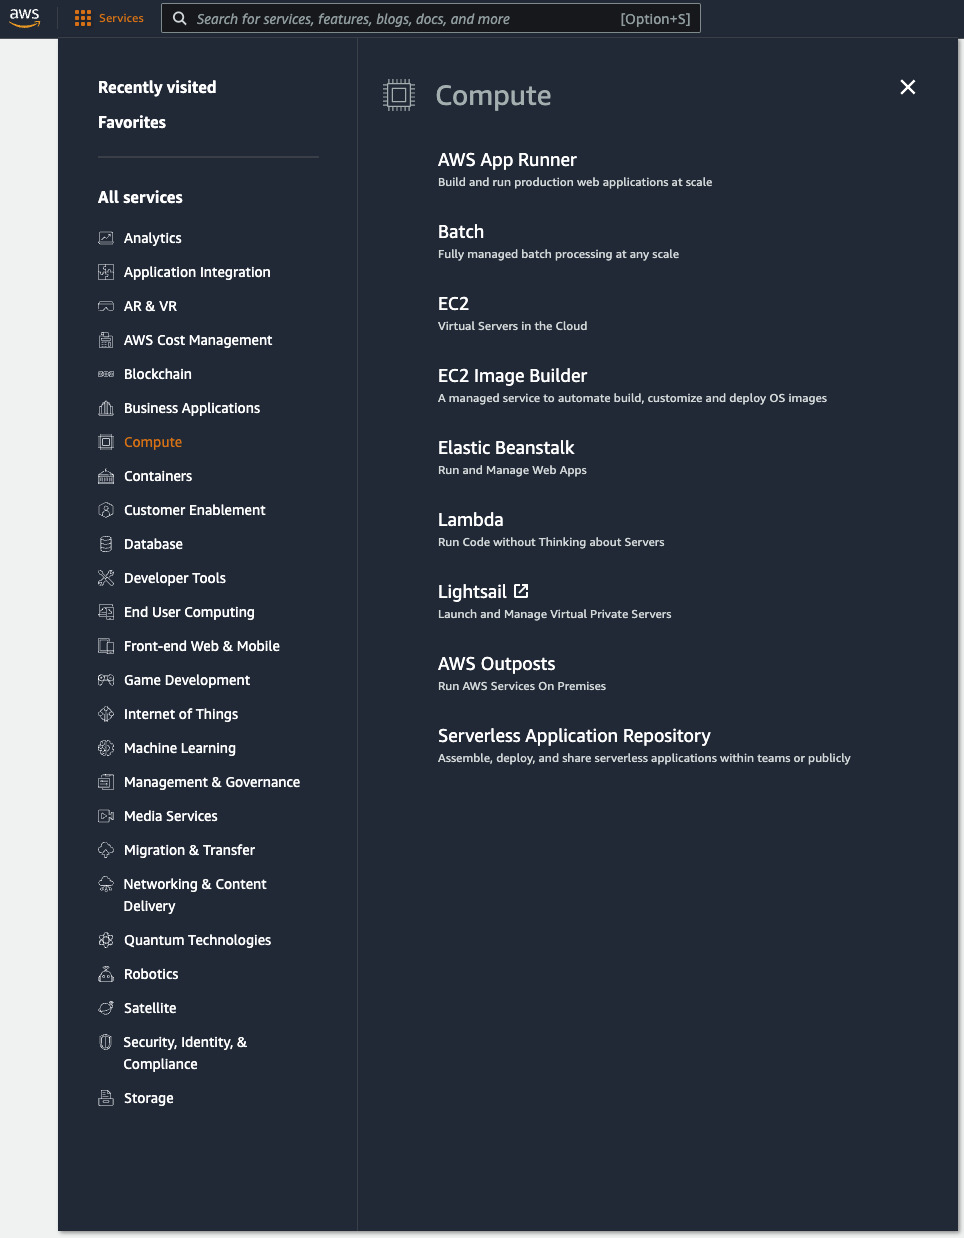 aws
Services
Search for services, features, blogs, docs, and more
[Option+S]
Recently visited
Favorites
All services
Analytics
Application Integration
AR & VR
AWS Cost Management
Blockchain
Business Applications
Compute
Containers
Customer Enablement
Database
Developer Tools
End User Computing
Front-end Web & Mobile
Game Development
Internet of Things
Machine Learning
Management & Governance
Media Services
Migration & Transfer
Networking & Content
Delivery
Quantum Technologies
Robotics
Satellite
Security, Identity, &
Compliance
Storage
Compute
AWS App Runner
Build and run production web applications at scale
Batch
Fully managed batch processing at any scale
EC2
Virtual Servers in the Cloud
EC2 Image Builder
A managed service to automate build, customize and deploy OS images
Elastic Beanstalk
Run and Manage Web Apps
Lambda
Run Code without Thinking about Servers
Lightsail
Launch and Manage Virtual Private Servers
AWS Outposts
Run AWS Services On Premises
Serverless Application Repository
Assemble, deploy, and share serverless applications within teams or publicly